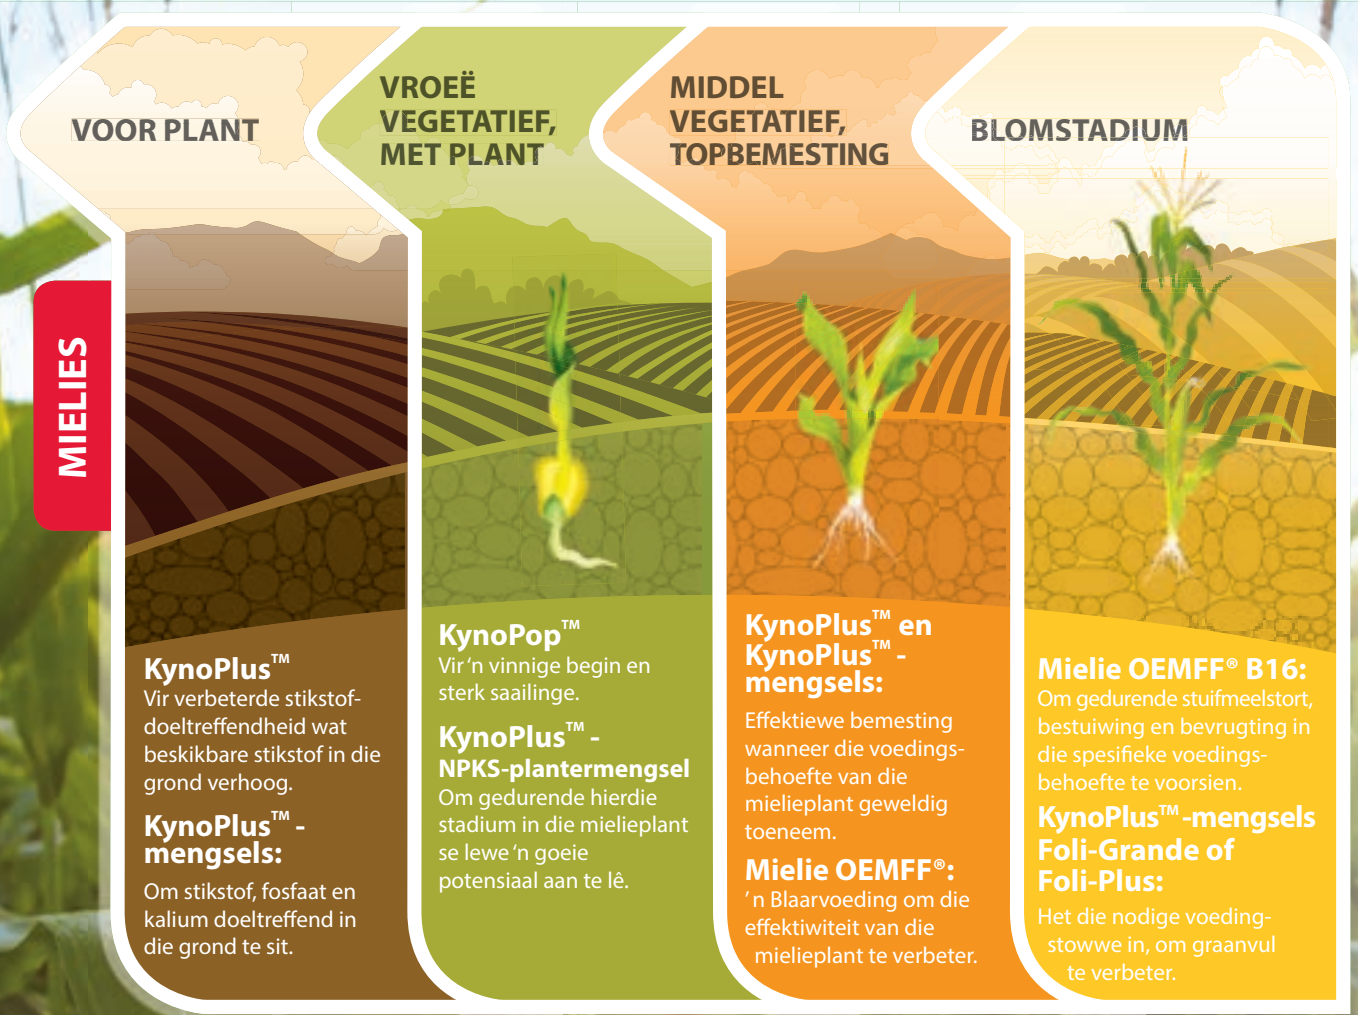 MIELIES
VOOR PLANT
KynoPlus™
Vir verbeterde stikstof-
doeltreffendheid wat
beskikbare stikstof in die
grond verhoog.
KynoPlus™ -
mengsels:
Om stikstof, fosfaat en
kalium doeltreffend in
die grond te sit.
VROEË
VEGETATIEF,
MET PLANT
KynoPop™
Vir ‘n vinnige begin en
sterk saailinge.
KynoPlus™ -
NPKS-plantermengsel
Om gedurende hierdie
stadium in die mielieplant
se lewe ‘n goeie
potensiaal aan te lê.
MIDDEL
VEGETATIEF,
TOPBEMESTING
KynoPlus™ en
KynoPlus™ -
mengsels:
Effektiewe bemesting
wanneer die voedings-
behoefte van die
mielieplant geweldig
toeneem.
Mielie OEMFF®:
’n Blaarvoeding om die
effektiwiteit van die
mielieplant te verbeter.
BLOMSTADIUM
Mielie OEMFF® B16:
Om gedurende stuifmeelstort,
bestuiwing en bevrugting in
die spesifieke voedings-
behoefte te voorsien.
KynoPlus™-mengsels
Foli-Grande of
Foli-Plus:
Het die nodige voeding-
stowwe in, om graanvul
te verbeter.